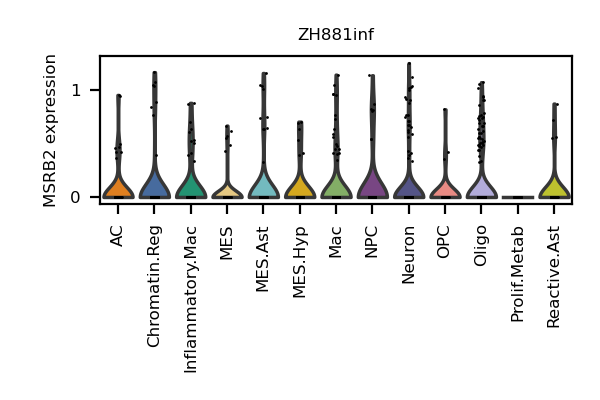 ZH881inf
MSRB2 expression
1
0
AC
Chromatin.Reg
Inflammatory.Mac
MES
MES.Ast
MES.Hyp
Mac
NPC
Neuron
OPC
Oligo
Prolif.Metab
Reactive.Ast